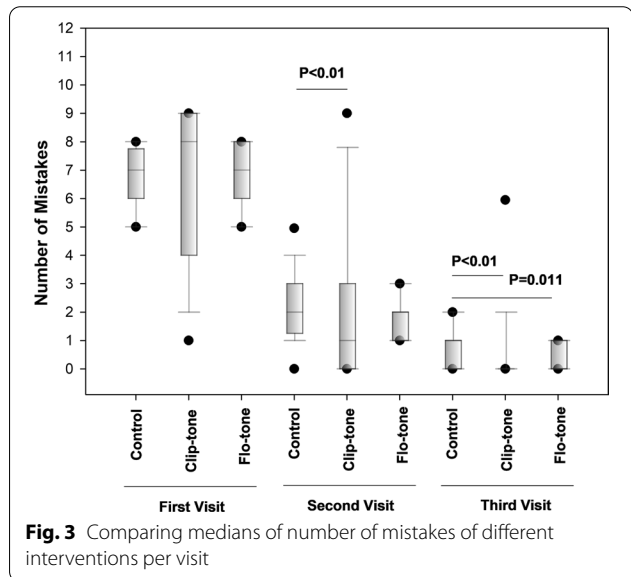 12
11
10
9
8
7
6
5
4
3
2
1
0
Number of Mistakes
P<0.01
P<0.01
P=0.011
Control
Clip-tone
Flo-tone
Control
Clip-tone
Flo-tone
Control
Clip-tone
Flo-tone
First Visit
Second Visit
Third Visit
Fig. 3 Comparing medians of number of mistakes of different
interventions per visit